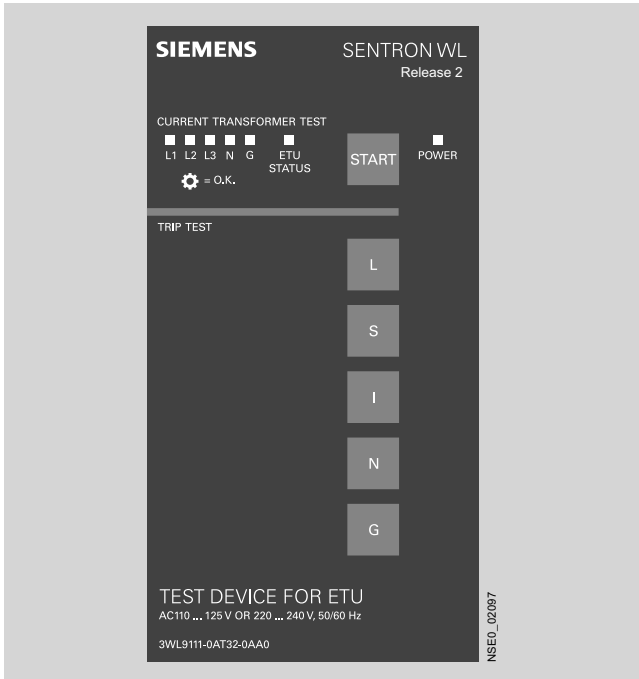 SIEMENS SENTRON WL
Release 2
CURRENT TRANSFORMER TEST
L1 L2 L3 N G ETU STATUS
START
POWER
= O.K.
TRIP TEST
L
S
I
N
G
TEST DEVICE FOR ETU
AC110 ... 125 V OR 220 ... 240 V, 50/60 Hz
3WL9111-0AT32-0AA0
NSE0_02097